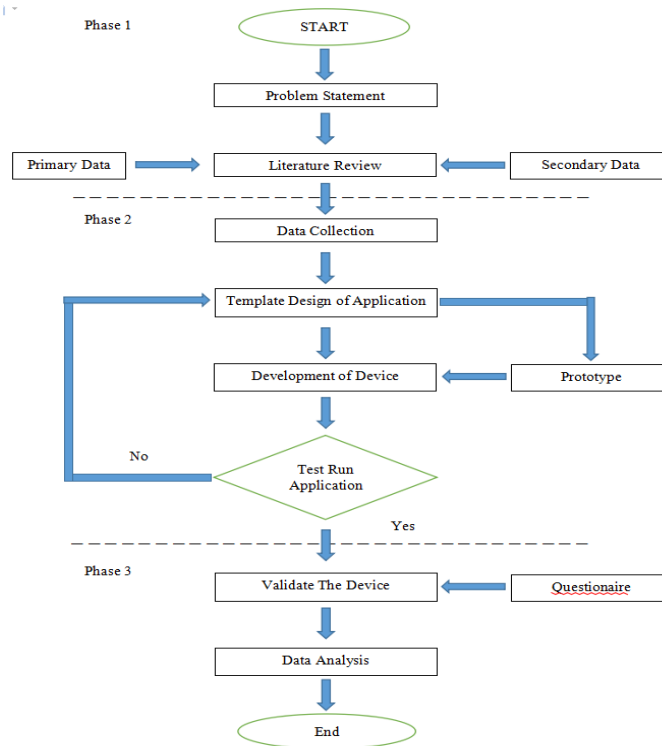 Phase 1
START
Problem Statement
Primary Data
Literature Review
Secondary Data
Phase 2
Data Collection
Template Design of Application
Development of Device
Prototype
No
Test Run
Application
Yes
Phase 3
Validate The Device
Questionaire
Data Analysis
End